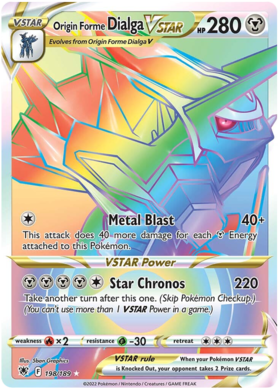 VSTAR Origin Forme Dialga VSTAR HP 280
Evolves from Origin Forme Dialga V
Metal Blast 40+
This attack does 40 more damage for each Energy
attached to this Pokémon.
VSTAR Power
Star Chronos 220
Take another turn after this one. (Skip Pokémon Checkup.)
(You can't use more than 1 VSTAR Power in a game.)
weakness ×2 resistance -30 retreat
Illus. 5ban Graphics
VSTAR rule When your Pokémon VSTAR
is Knocked Out, your opponent takes 2 Prize cards.
198/189
©2022 Pokémon / Nintendo / Creatures / GAME FREAK